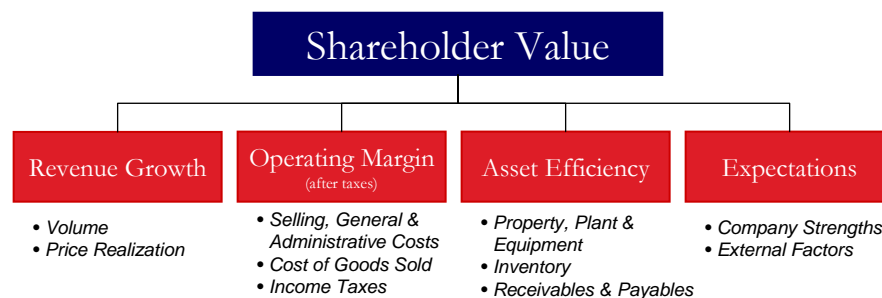 Shareholder Value
Revenue Growth
• Volume
• Price Realization
Operating Margin
(after taxes)
• Selling, General &
Administrative Costs
• Cost of Goods Sold
• Income Taxes
Asset Efficiency
• Property, Plant &
Equipment
• Inventory
• Receivables & Payables
Expectations
• Company Strengths
• External Factors